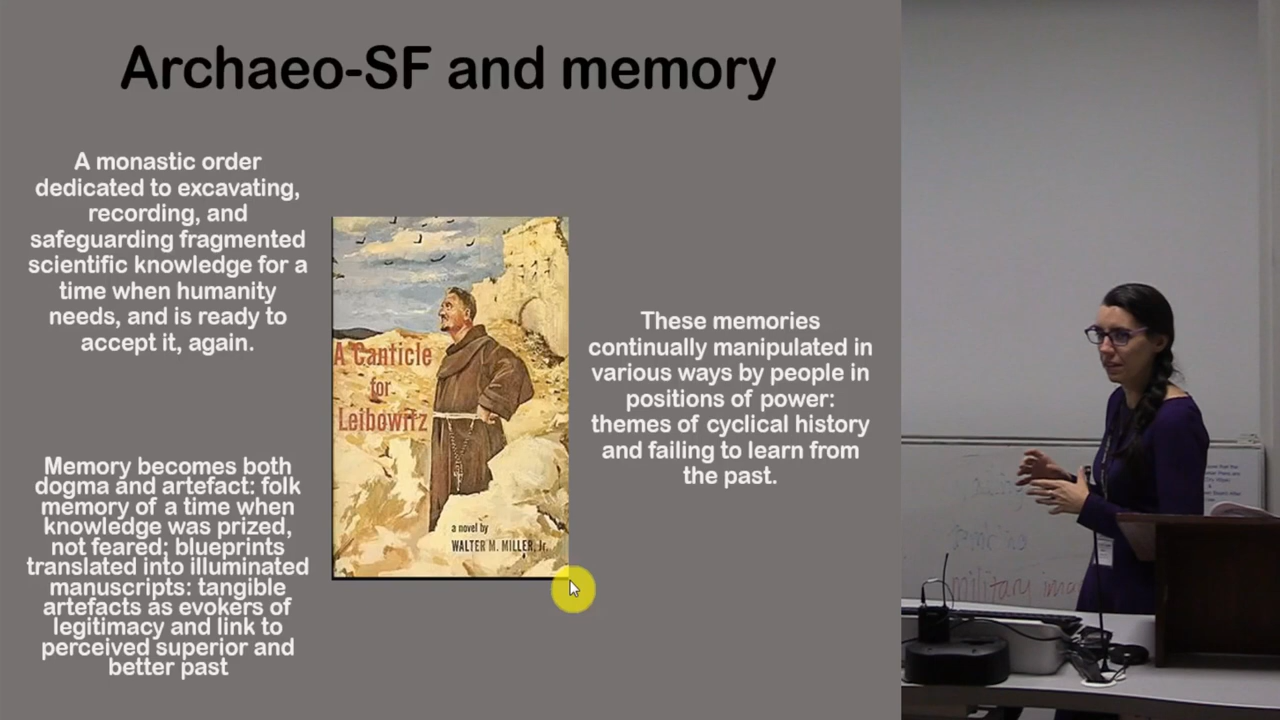 Archaeo-SF and memory
A monastic order
dedicated to excavating,
recording, and
safeguarding fragmented
scientific knowledge for a
time when humanity
needs, and is ready to
accept it, again.
Memory becomes both
dogma and artefact: folk
memory of a time when
knowledge was prized,
not feared; blueprints
translated into illuminated
manuscripts: tangible
artefacts as evokers of
legitimacy and link to
perceived superior and
better past
A Canticle
for
Leibowitz
a novel by
WALTER M. MILLER, Jr.
These memories
continually manipulated in
various ways by people in
positions of power:
themes of cyclical history
and failing to learn from
the past.
military